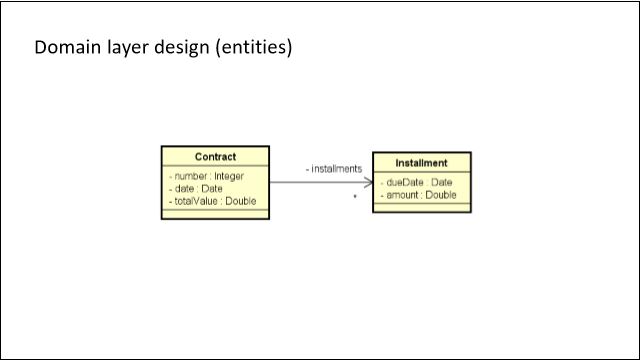 Domain layer design (entities)
Contract
- number : Integer
- date : Date
- totalValue : Double
- installments
*
Installment
- dueDate : Date
- amount : Double